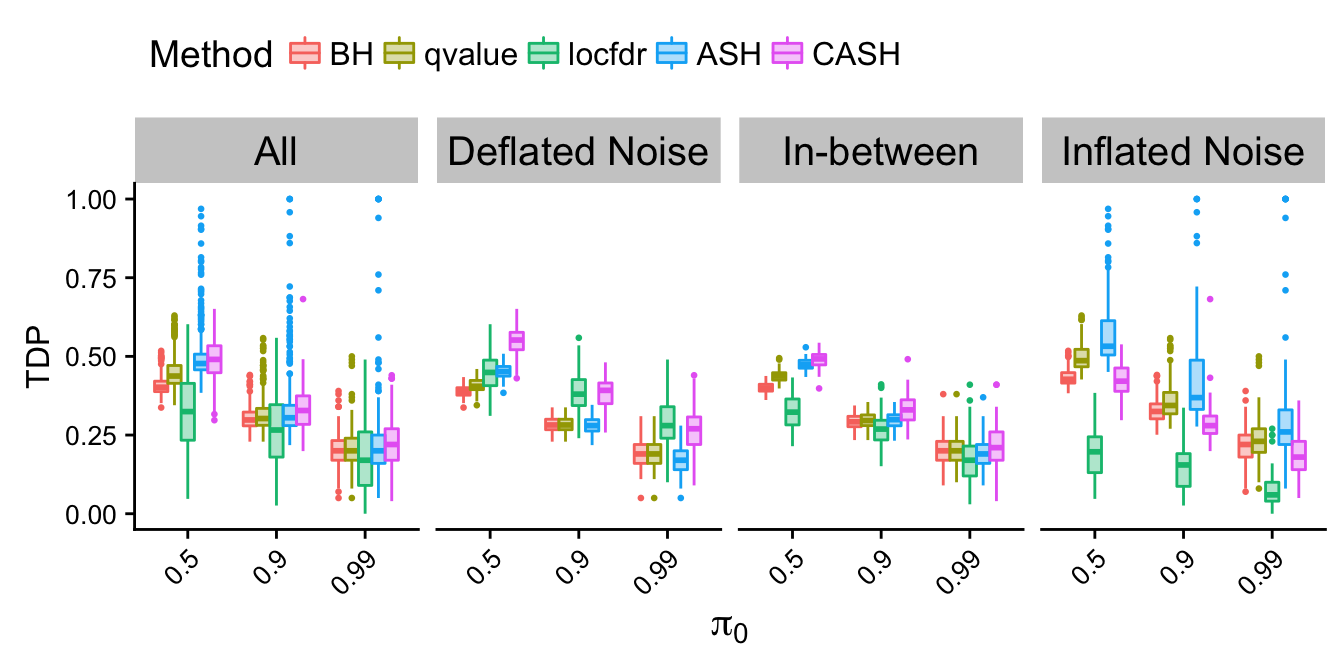 Method BH qvalue locfdr ASH CASH
All Deflated Noise In-between Inflated Noise
TDP
1.00
0.75
0.50
0.25
0.00
0.5 0.9 0.99 0.5 0.9 0.99 0.5 0.9 0.99 0.5 0.9 0.99
π₀